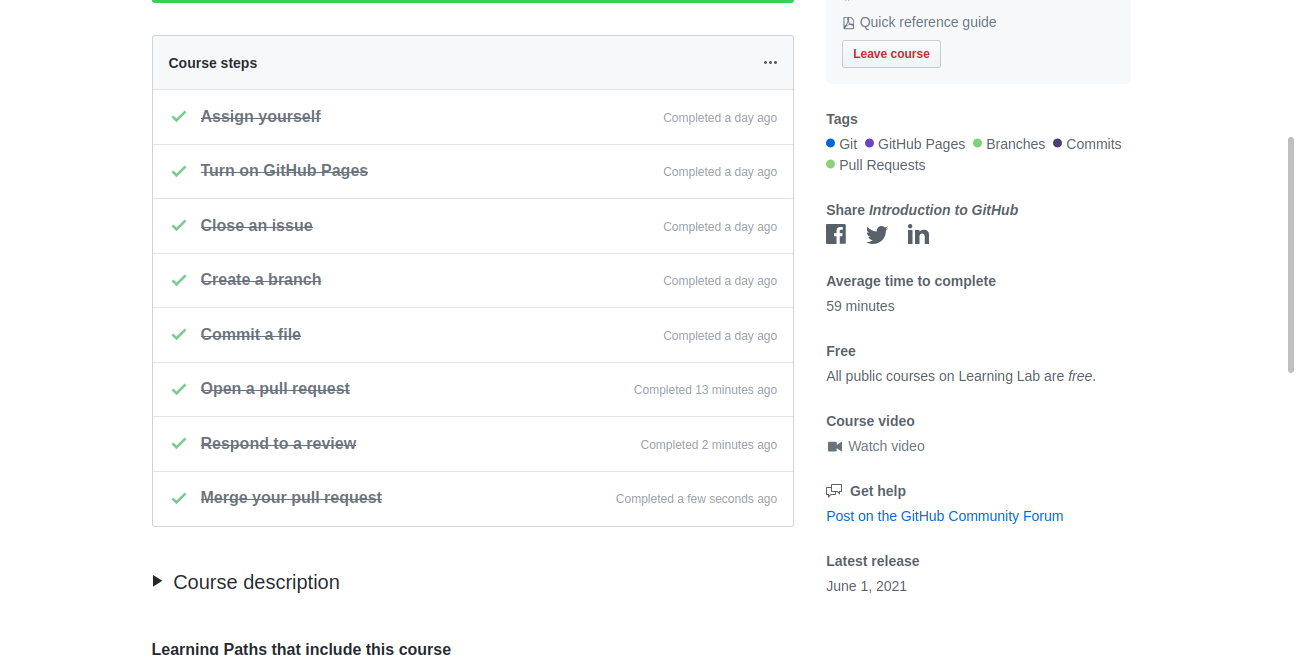 Course steps
Assign yourself
Completed a day ago
Turn on GitHub Pages
Completed a day ago
Close an issue
Completed a day ago
Create a branch
Completed a day ago
Commit a file
Completed a day ago
Open a pull request
Completed 13 minutes ago
Respond to a review
Completed 2 minutes ago
Merge your pull request
Completed a few seconds ago
Course description
Learning Paths that include this course
Quick reference guide
Leave course
Tags
Git GitHub Pages Branches Commits
Pull Requests
Share Introduction to GitHub
Average time to complete
59 minutes
Free
All public courses on Learning Lab are free.
Course video
Watch video
Get help
Post on the GitHub Community Forum
Latest release
June 1, 2021